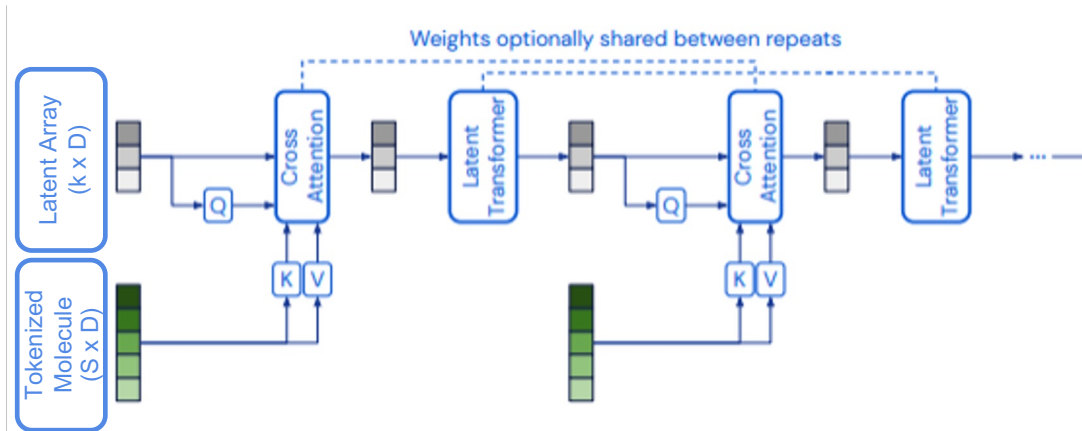 Weights optionally shared between repeats
Latent Array
(k x D)
Q
Cross
Attention
Latent
Transformer
Q
Cross
Attention
Latent
Transformer
...
Tokenized
Molecule
(S x D)
K
V
K
V